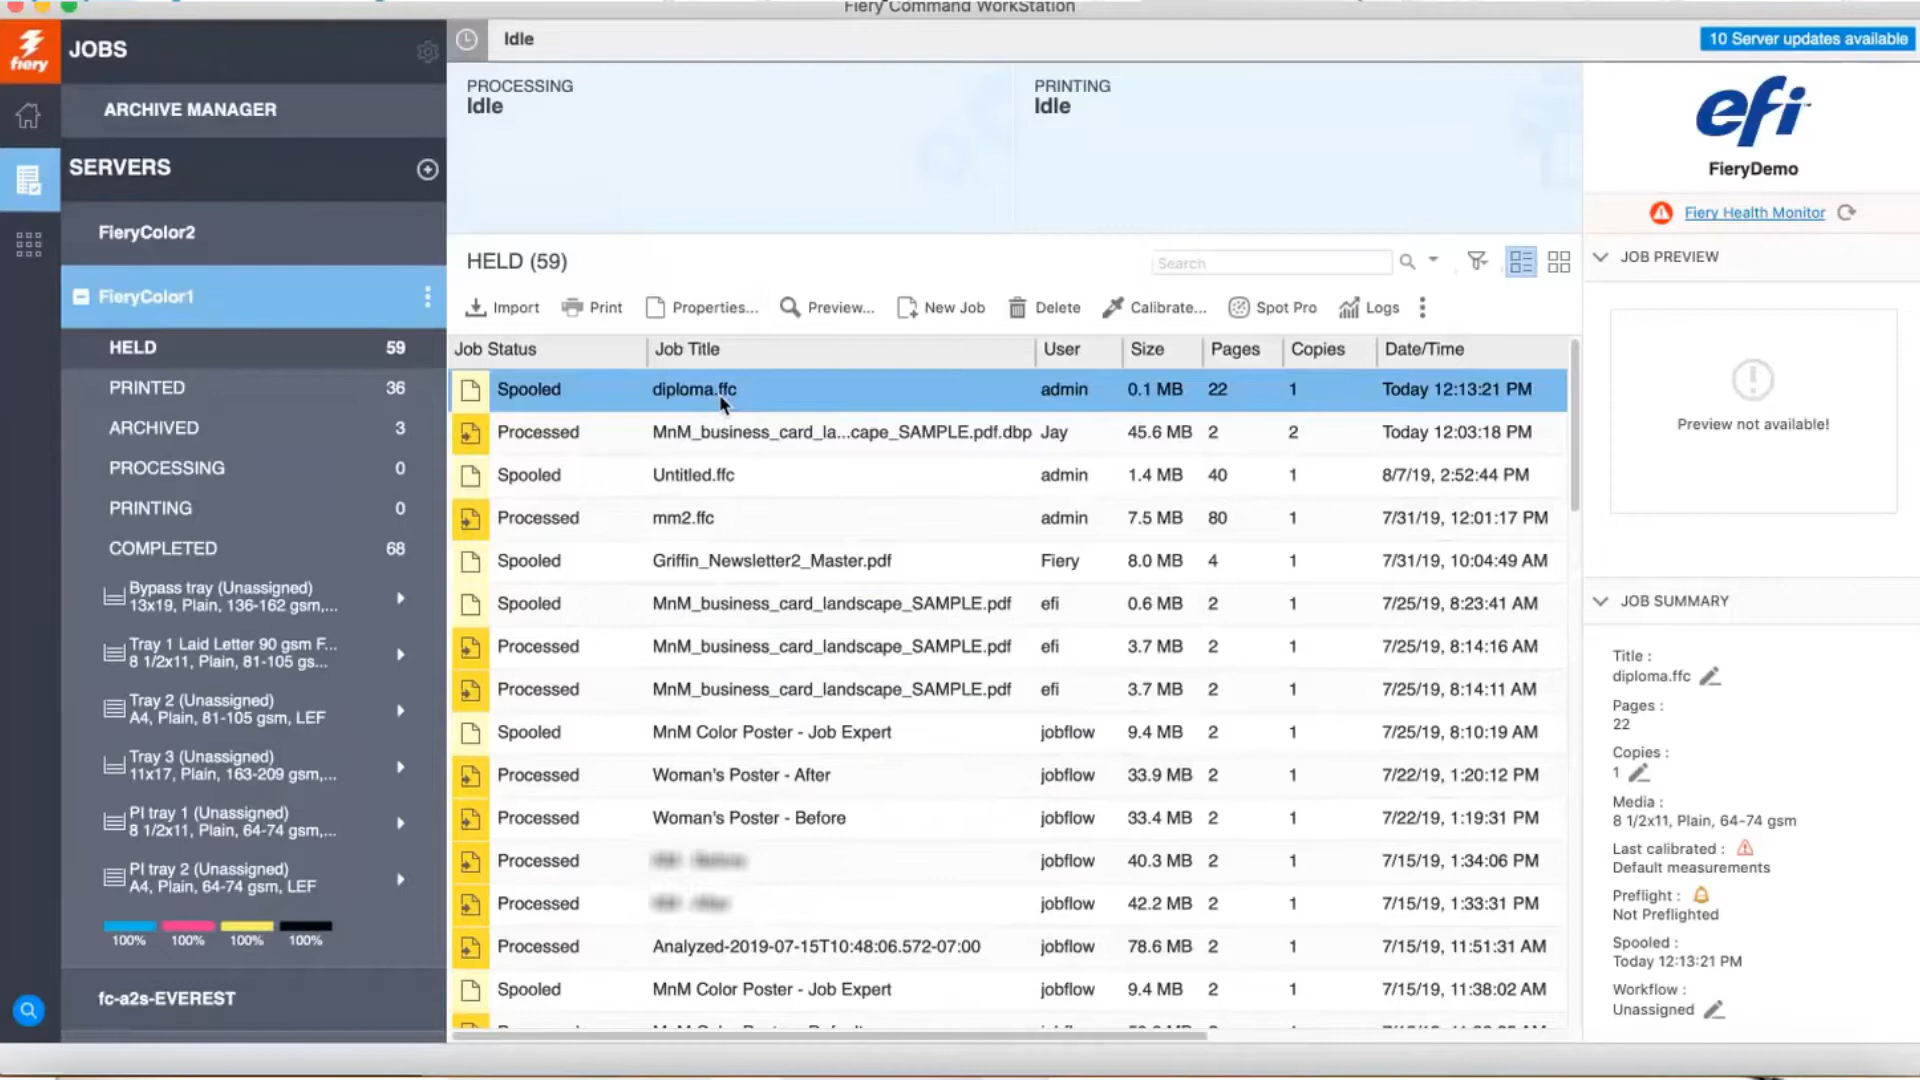 Fiery Command WorkStation
fiery
JOBS
Idle
10 Server updates available
ARCHIVE MANAGER
SERVERS
FieryColor2
FieryColor1
HELD 59
PRINTED 36
ARCHIVED 3
PROCESSING 0
PRINTING 0
COMPLETED 68
Bypass tray (Unassigned)
13x19, Plain, 136-162 gsm,...
Tray 1 Laid Letter 90 gsm F...
8 1/2x11, Plain, 81-105 gs...
Tray 2 (Unassigned)
A4, Plain, 81-105 gsm, LEF
Tray 3 (Unassigned)
11x17, Plain, 163-209 gsm,...
PI tray 1 (Unassigned)
8 1/2x11, Plain, 64-74 gsm,...
PI tray 2 (Unassigned)
A4, Plain, 64-74 gsm, LEF
100% 100% 100% 100%
fc-a2s-EVEREST
PROCESSING
Idle
PRINTING
Idle
HELD (59)
Search
Import Print Properties... Preview... New Job Delete Calibrate... Spot Pro Logs
Job Status Job Title User Size Pages Copies Date/Time
Spooled diploma.ffc admin 0.1 MB 22 1 Today 12:13:21 PM
Processed MnM_business_card_la...cape_SAMPLE.pdf.dbp Jay 45.6 MB 2 2 Today 12:03:18 PM
Spooled Untitled.ffc admin 1.4 MB 40 1 8/7/19, 2:52:44 PM
Processed mm2.ffc admin 7.5 MB 80 1 7/31/19, 12:01:17 PM
Spooled Griffin_Newsletter2_Master.pdf Fiery 8.0 MB 4 1 7/31/19, 10:04:49 AM
Spooled MnM_business_card_landscape_SAMPLE.pdf efi 0.6 MB 2 1 7/25/19, 8:23:41 AM
Processed MnM_business_card_landscape_SAMPLE.pdf efi 3.7 MB 2 1 7/25/19, 8:14:16 AM
Processed MnM_business_card_landscape_SAMPLE.pdf efi 3.7 MB 2 1 7/25/19, 8:14:11 AM
Spooled MnM Color Poster - Job Expert jobflow 9.4 MB 2 1 7/25/19, 8:10:19 AM
Processed Woman's Poster - After jobflow 33.9 MB 2 1 7/22/19, 1:20:12 PM
Processed Woman's Poster - Before jobflow 33.4 MB 2 1 7/22/19, 1:19:31 PM
Processed jobflow 40.3 MB 2 1 7/15/19, 1:34:06 PM
Processed jobflow 42.2 MB 2 1 7/15/19, 1:33:31 PM
Processed Analyzed-2019-07-15T10:48:06.572-07:00 jobflow 78.6 MB 2 1 7/15/19, 11:51:31 AM
Spooled MnM Color Poster - Job Expert jobflow 9.4 MB 2 1 7/15/19, 11:38:02 AM
efi
FieryDemo
Fiery Health Monitor
JOB PREVIEW
Preview not available!
JOB SUMMARY
Title :
diploma.ffc
Pages :
22
Copies :
1
Media :
8 1/2x11, Plain, 64-74 gsm
Last calibrated :
Default measurements
Preflight :
Not Preflighted
Spooled :
Today 12:13:21 PM
Workflow :
Unassigned